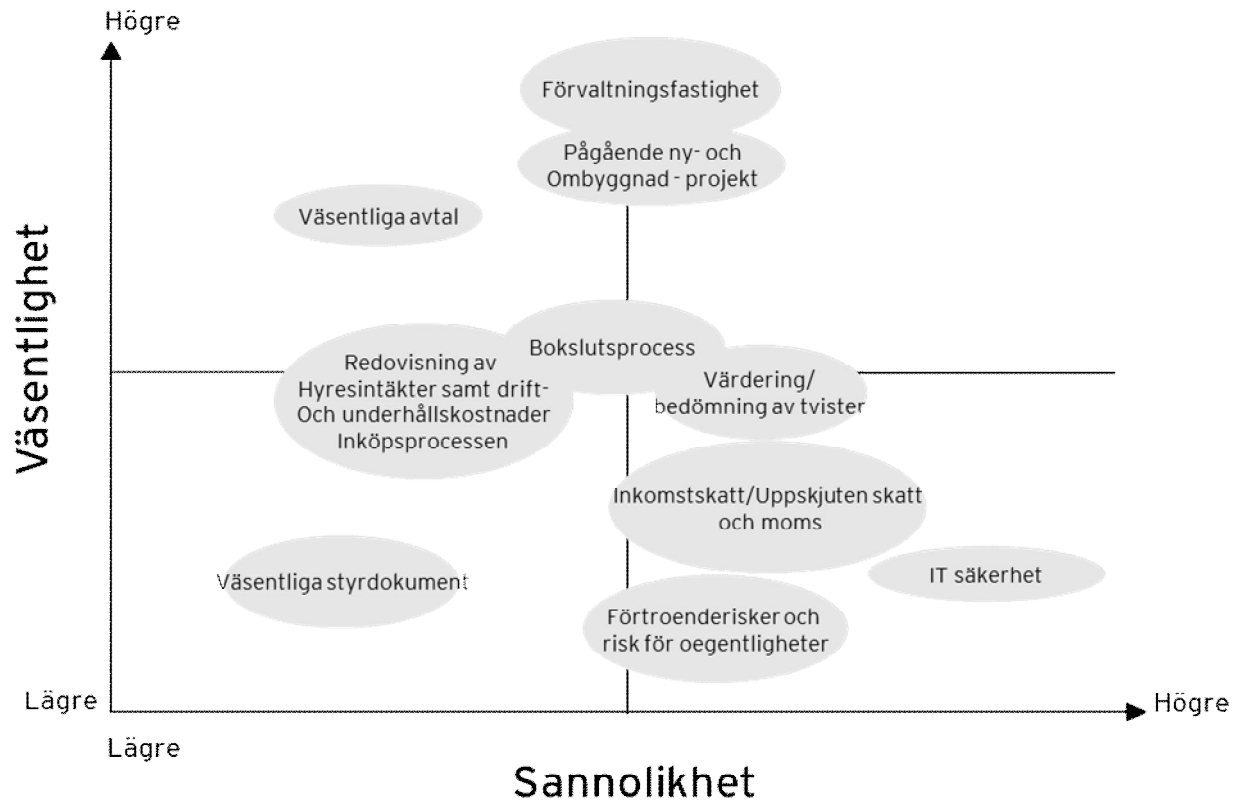 Högre
Förvaltningsfastighet
Pågående ny- och
Ombyggnad - projekt
Väsentliga avtal
Väsentlighet
Bokslutsprocess
Redovisning av
Hyresintäkter samt drift-
Och underhållskostnader
Inköpsprocessen
Värdering/
bedömning av tvister
Inkomstskatt/Uppskjuten skatt
och moms
Väsentliga styrdokument
IT säkerhet
Förtroenderisker och
risk för oegentligheter
Lägre
Högre
Lägre
Sannolikhet